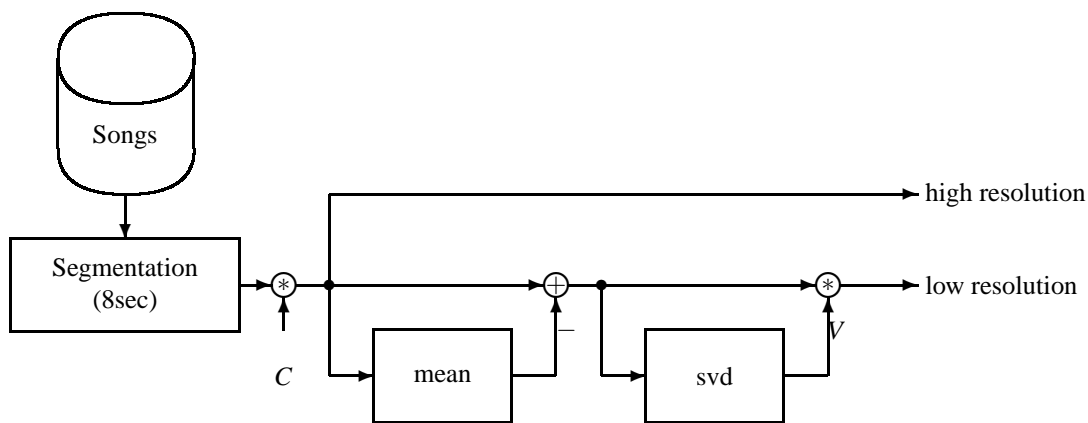 Songs
high resolution
Segmentation
(8sec)
*
+
*
low resolution
−
V
C
mean
svd